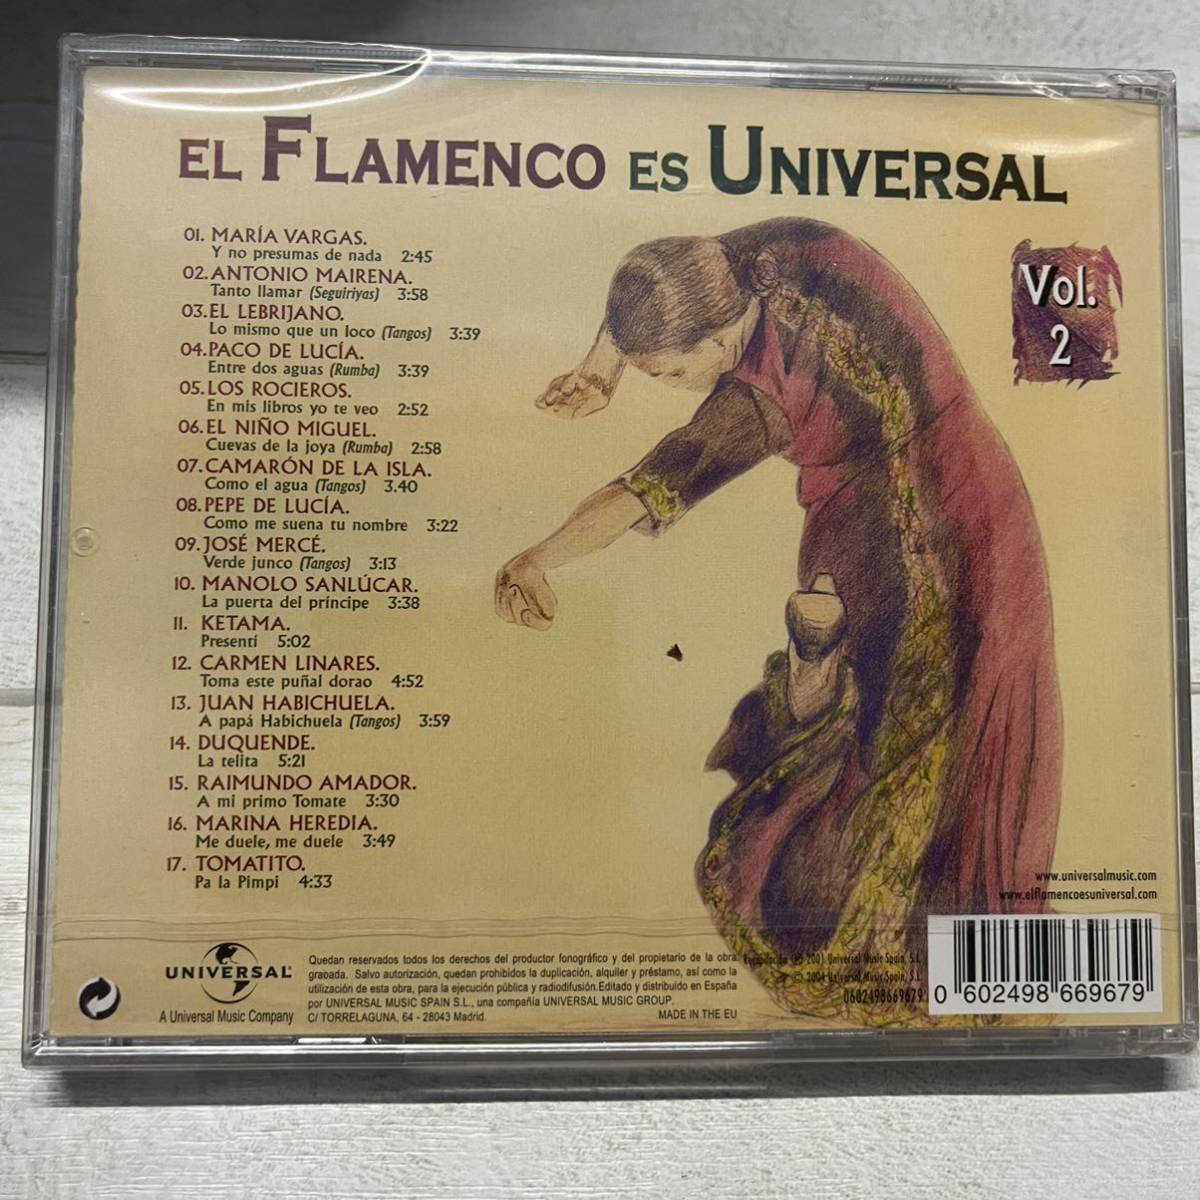 EL FLAMENCO ES UNIVERSAL
Vol.
2
01. MARÍA VARGAS.
Y no presumas de nada 2:45
02. ANTONIO MAIRENA.
Tanto llamar (Seguiriyas) 3:58
03. EL LEBRIJANO.
Lo mismo que un loco (Tangos) 3:39
04. PACO DE LUCÍA.
Entre dos aguas (Rumba) 3:39
05. LOS ROCIEROS.
En mis libros yo te veo 2:52
06. EL NIÑO MIGUEL.
Cuevas de la joya (Rumba) 2:58
07. CAMARÓN DE LA ISLA.
Como el agua (Tangos) 3.40
08. PEPE DE LUCÍA.
Como me suena tu nombre 3:22
09. JOSÉ MERCÉ.
Verde junco (Tangos) 3:13
10. MANOLO SANLÚCAR.
La puerta del príncipe 3:38
11. KETAMA.
Presentí 5:02
12. CARMEN LINARES.
Toma este puñal dorao 4:52
13. JUAN HABICHUELA.
A papá Habichuela (Tangos) 3:59
14. DUQUENDE.
La telita 5:21
15. RAIMUNDO AMADOR.
A mi primo Tomate 3:30
16. MARINA HEREDIA.
Me duele, me duele 3:49
17. TOMATITO.
Pa la Pimpi 4:33
www.universalmusic.com
www.elflamencoesuniversal.com
UNIVERSAL
A Universal Music Company
Quedan reservados todos los derechos del productor fonográfico y del propietario de la obra
grabada. Salvo autorización, quedan prohibidos la duplicación, alquiler y préstamo, así como la
utilización de esta obra, para la ejecución pública y radiodifusión.Editado y distribuido en España
por UNIVERSAL MUSIC SPAIN S.L., una compañía UNIVERSAL MUSIC GROUP.
C/ TORRELAGUNA, 64 - 28043 Madrid. MADE IN THE EU
℗ 2001 Universal Music Spain, S.L.
© 2004 Universal Music Spain, S.L.
0602498669679
0 602498 669679